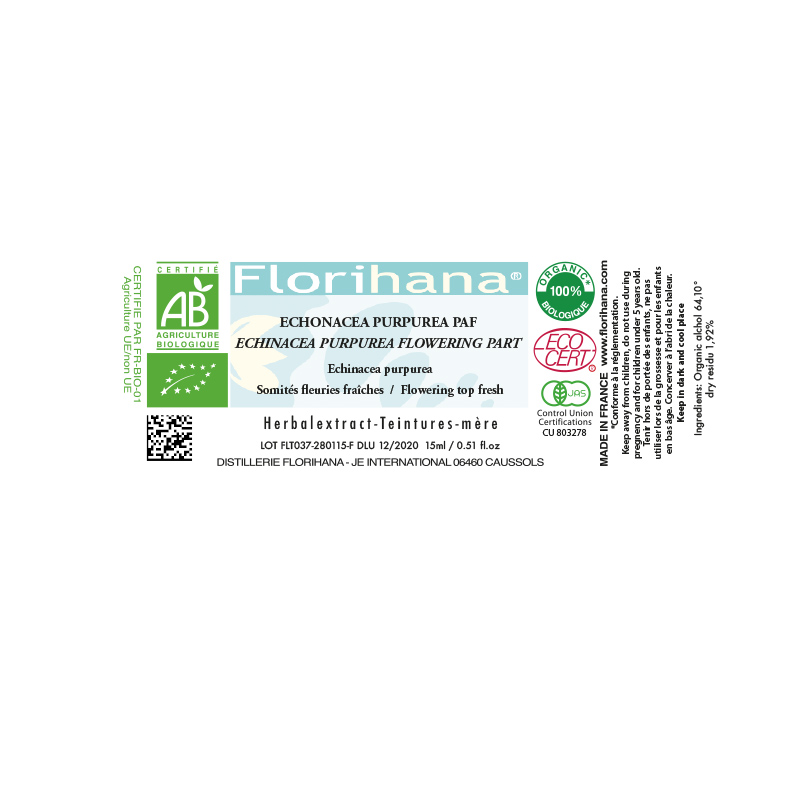 CERTIFIE PAR FR-BIO-01
Agriculture UE/non UE
CERTIFIÉ
AB
AGRICULTURE
BIOLOGIQUE
Florihana®
ECHONACEA PURPUREA PAF
ECHINACEA PURPUREA FLOWERING PART
Echinacea purpurea
Somités fleuries fraîches / Flowering top fresh
Herbalextract-Teintures-mère
LOT FLT037-280115-F DLU 12/2020 15ml / 0.51 fl.oz
DISTILLERIE FLORIHANA - JE INTERNATIONAL 06460 CAUSSOLS
ORGANIC*
100%
BIOLOGIQUE
ECO
CERT®
JAS
Control Union
Certifications
CU 803278
MADE IN FRANCE www.florihana.com
*Conforme à la réglementation.
Keep away from children, do not use during
pregnency and for children under 5 years old.
Tenir hors de portée des enfants, ne pas
utiliser lors de la grossesse et pour les enfants
en bas âge. Concerver à l'abri de la chaleur.
Keep in dark and cool place
Ingredients: Organic alchol 64,10°
dry residu 1,92%